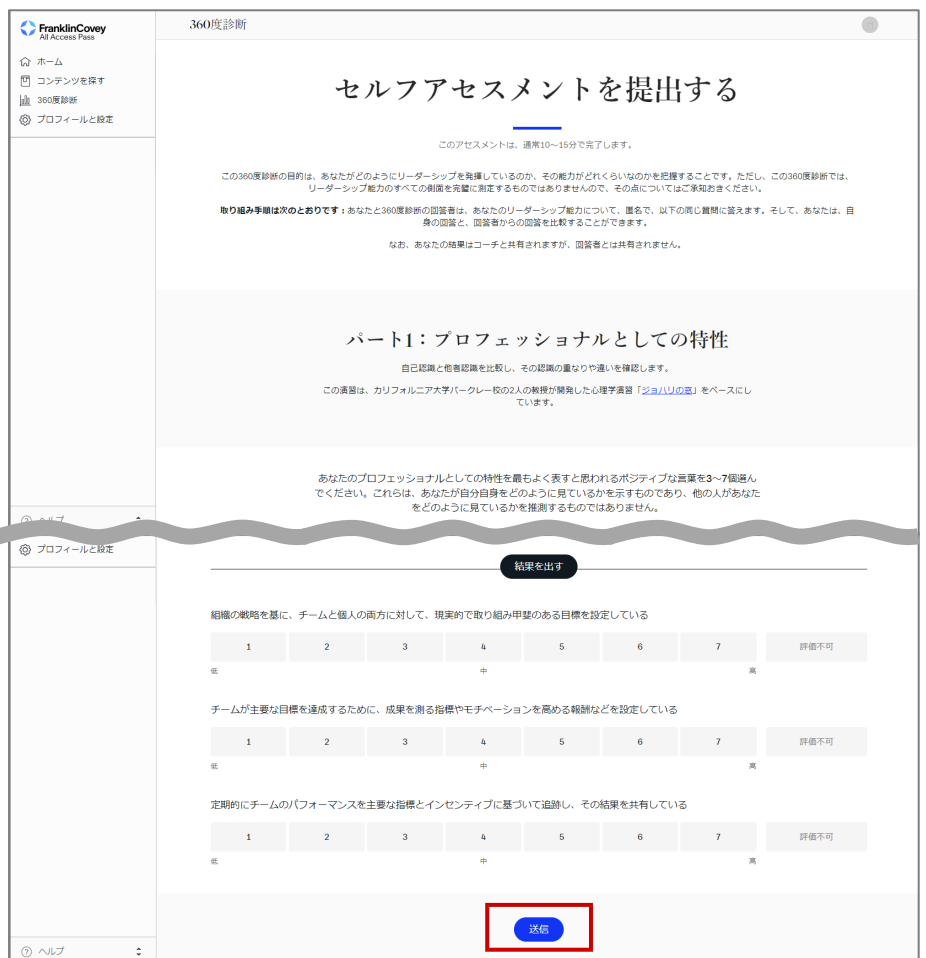 FranklinCovey
All Access Pass
ホーム
コンテンツを探す
360度診断
プロフィールと設定
360度診断
セルフアセスメントを提出する
このアセスメントは、通常10～15分で完了します。
この360度診断の目的は、あなたがどのようにリーダーシップを発揮しているのか、その能力がどれくらいなのかを把握することです。ただし、この360度診断では、
リーダーシップ能力のすべての側面を完璧に測定するものではありませんので、その点についてはご承知おきください。
取り組み手順は次のとおりです：あなたと360度診断の回答者は、あなたのリーダーシップ能力について、匿名で、以下の同じ質問に答えます。そして、あなたは、自
身の回答と、回答者からの回答を比較することができます。
なお、あなたの結果はコーチと共有されますが、回答者とは共有されません。
パート1：プロフェッショナルとしての特性
自己認識と他者認識を比較し、その認識の重なりや違いを確認します。
この演習は、カリフォルニア大学バークレー校の2人の教授が開発した心理学演習「ジョハリの窓」をベースにし
ています。
あなたのプロフェッショナルとしての特性を最もよく表すと思われるポジティブな言葉を3～7個選ん
でください。これらは、あなたが自分自身をどのように見ているかを示すものであり、他の人があなた
をどのように見ているかを推測するものではありません。
ヘルプ
プロフィールと設定
結果を出す
組織の戦略を基に、チームと個人の両方に対して、現実的で取り組み甲斐のある目標を設定している
1 2 3 4 5 6 7 評価不可
低 中 高
チームが主要な目標を達成するために、成果を測る指標やモチベーションを高める報酬などを設定している
1 2 3 4 5 6 7 評価不可
低 中 高
定期的にチームのパフォーマンスを主要な指標とインセンティブに基づいて追跡し、その結果を共有している
1 2 3 4 5 6 7 評価不可
低 中 高
送信
ヘルプ